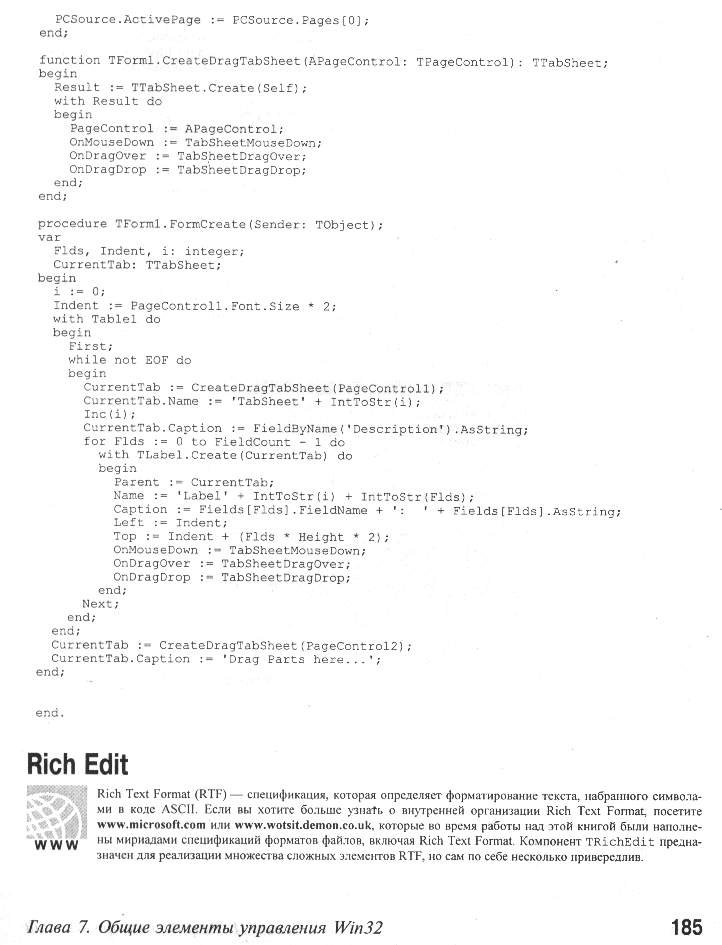 PCSource.ActivePage := PCSource.Pages[0];
end;
function TForm1.CreateDragTabSheet(APageControl: TPageControl): TTabSheet;
begin
Result := TTabSheet.Create(Self);
with Result do
begin
PageControl := APageControl;
OnMouseDown := TabSheetMouseDown;
OnDragOver := TabSheetDragOver;
OnDragDrop := TabSheetDragDrop;
end;
end;
procedure TForm1.FormCreate(Sender: TObject);
var
Flds, Indent, i: integer;
CurrentTab: TTabSheet;
begin
i := 0;
Indent := PageControl1.Font.Size * 2;
with Table1 do
begin
First;
while not EOF do
begin
CurrentTab := CreateDragTabSheet(PageControl1);
CurrentTab.Name := 'TabSheet' + IntToStr(i);
Inc(i);
CurrentTab.Caption := FieldByName('Description').AsString;
for Flds := 0 to FieldCount - 1 do
with TLabel.Create(CurrentTab) do
begin
Parent := CurrentTab;
Name := 'Label' + IntToStr(i) + IntToStr(Flds);
Caption := Fields[Flds].FieldName + ':  ' + Fields[Flds].AsString;
Left := Indent;
Top := Indent + (Flds * Height * 2);
OnMouseDown := TabSheetMouseDown;
OnDragOver := TabSheetDragOver;
OnDragDrop := TabSheetDragDrop;
end;
Next;
end;
end;
CurrentTab := CreateDragTabSheet(PageControl2);
CurrentTab.Caption := 'Drag Parts here...';
end;
end.
Rich Edit
Rich Text Format (RTF) — спецификация, которая определяет форматирование текста, набранного символа-
ми в коде ASCII. Если вы хотите больше узнать о внутренней организации Rich Text Format, посетите
www.microsoft.com или www.wotsit.demon.co.uk, которые во время работы над этой книгой были наполне-
ны мириадами спецификаций форматов файлов, включая Rich Text Format. Компонент TRichEdit предна-
значен для реализации множества сложных элементов RTF, но сам по себе несколько привередлив.
WWW
Глава 7. Общие элементы управления Win32 185